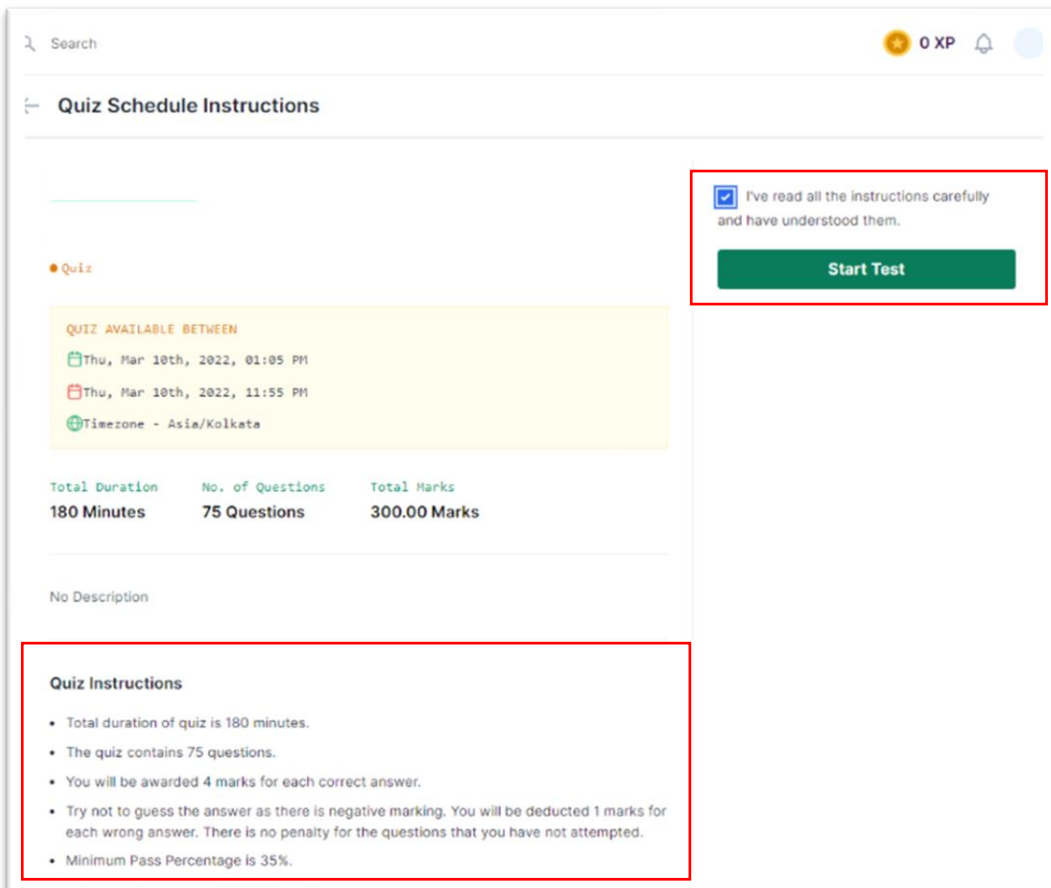 Search
0 XP
Quiz Schedule Instructions
I've read all the instructions carefully
and have understood them.
Start Test
Quiz
QUIZ AVAILABLE BETWEEN
Thu, Mar 10th, 2022, 01:05 PM
Thu, Mar 10th, 2022, 11:55 PM
Timezone - Asia/Kolkata
Total Duration No. of Questions Total Marks
180 Minutes 75 Questions 300.00 Marks
No Description
Quiz Instructions
• Total duration of quiz is 180 minutes.
• The quiz contains 75 questions.
• You will be awarded 4 marks for each correct answer.
• Try not to guess the answer as there is negative marking. You will be deducted 1 marks for
each wrong answer. There is no penalty for the questions that you have not attempted.
• Minimum Pass Percentage is 35%.